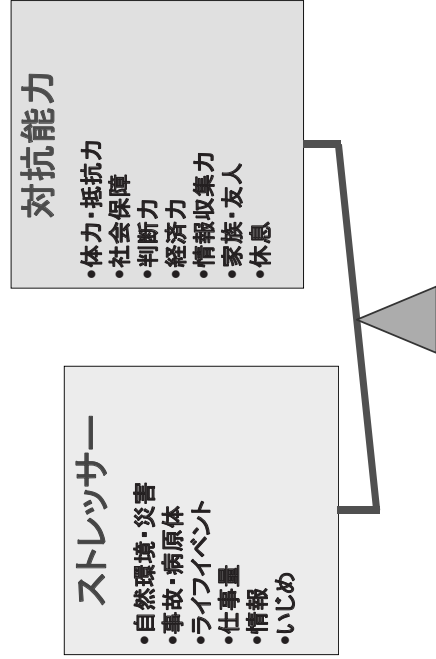 ストレッサー
•自然環境・災害
•事故・病原体
•ライフイベント
•仕事量
•情報
•いじめ
対抗能力
•体力・抵抗力
•社会保障
•判断力
•経済力
•情報収集力
•家族・友人
•休息